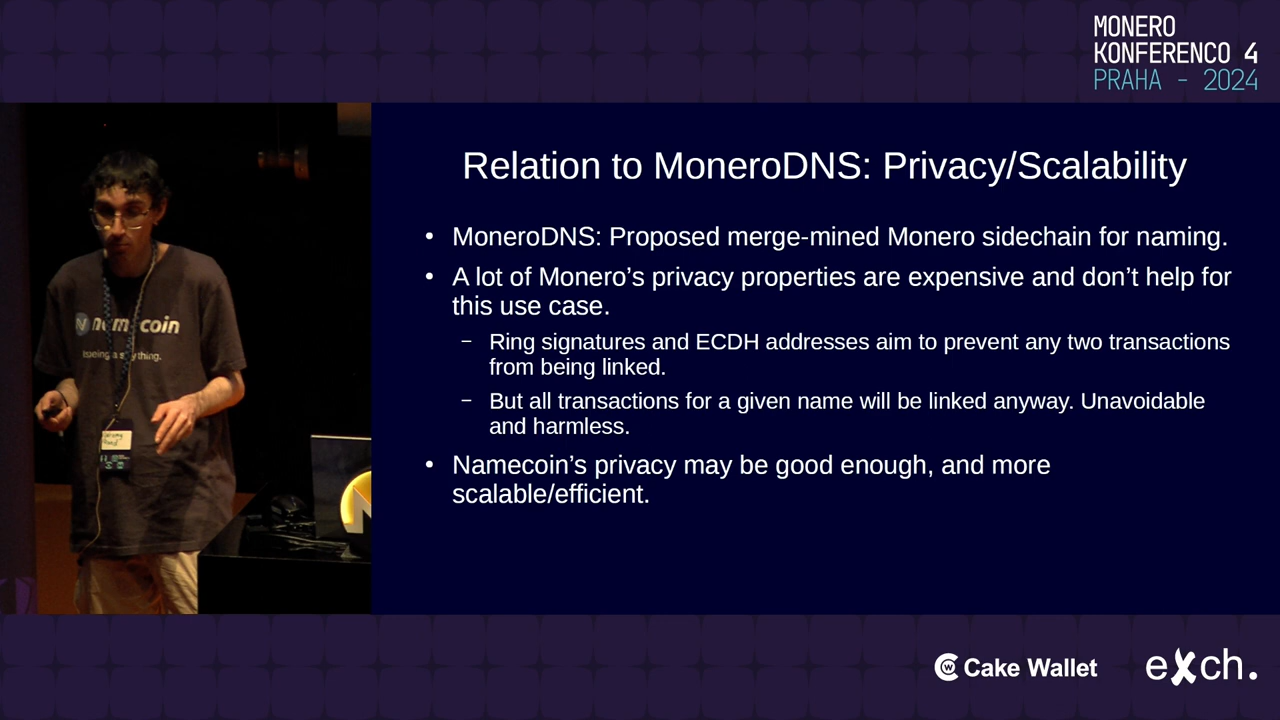 MONERO
KONFERENCO 4
PRAHA - 2024
Relation to MoneroDNS: Privacy/Scalability
• MoneroDNS: Proposed merge-mined Monero sidechain for naming.
• A lot of Monero’s privacy properties are expensive and don’t help for
this use case.
– Ring signatures and ECDH addresses aim to prevent any two transactions
from being linked.
– But all transactions for a given name will be linked anyway. Unavoidable
and harmless.
• Namecoin’s privacy may be good enough, and more
scalable/efficient.
Cake Wallet
eXch.